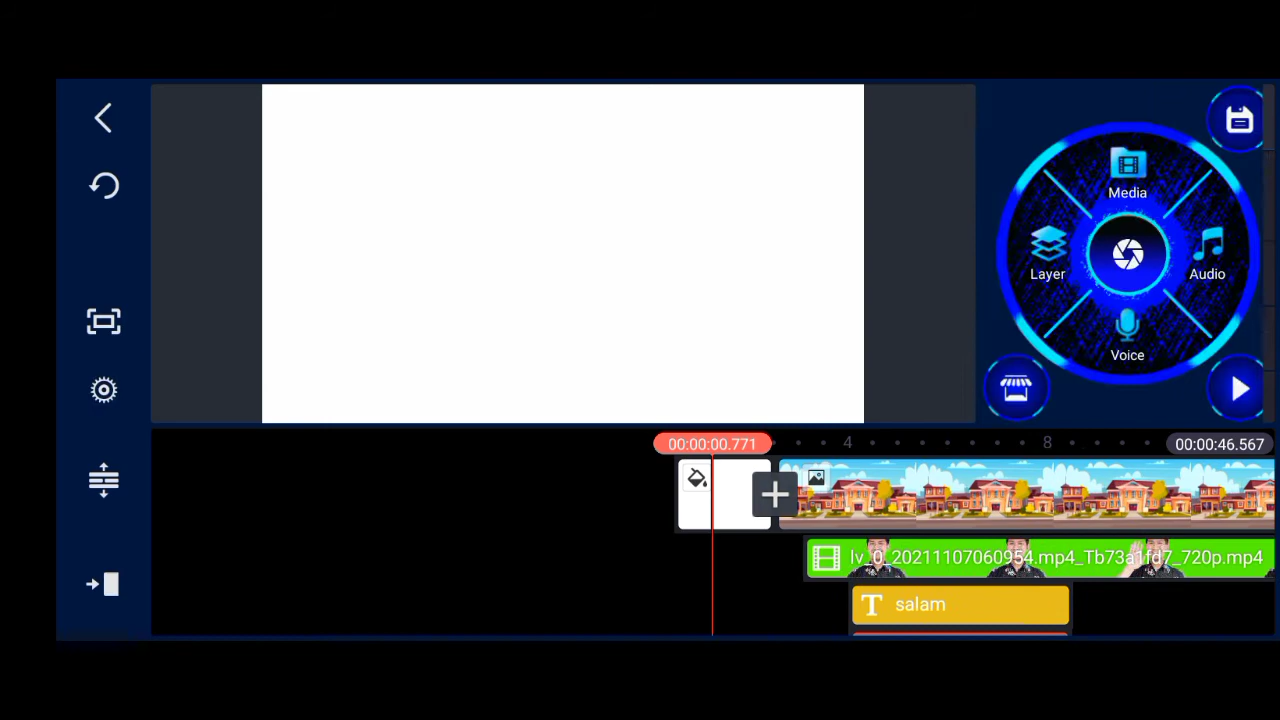 Media
Layer
Audio
Voice
00:00:00.771
4
8
00:00:46.567
lv_0_20211107060954.mp4_Tb73a1fd7_720p.mp4
T salam